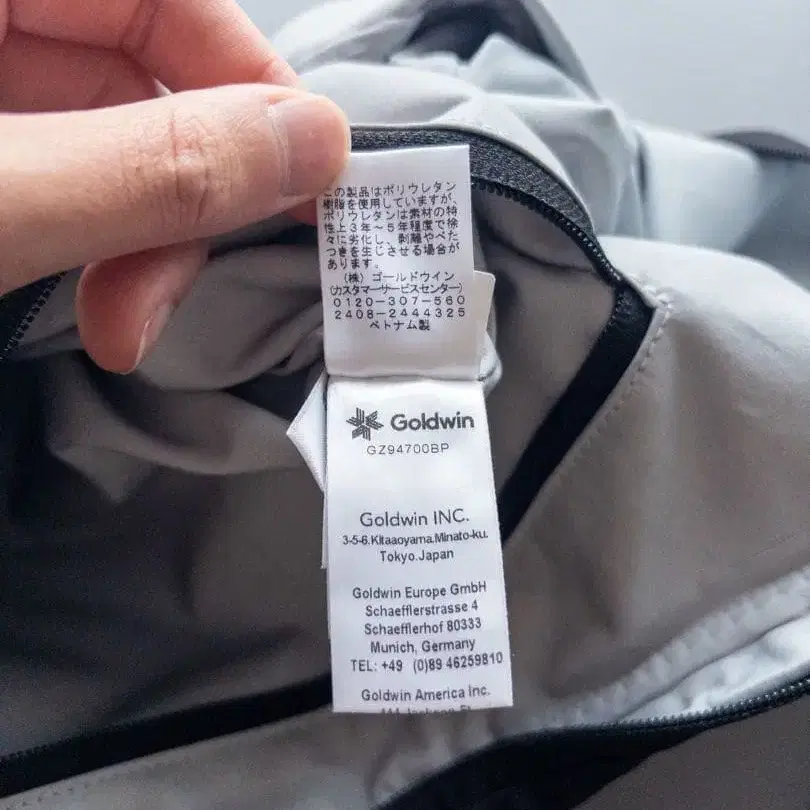 この製品はポリウレタン
樹脂を使用していますが、
ポリウレタンは素材の特
性上3年～5年程度で徐
々に劣化し、剥離やべた
つきを生じさせる場合が
あります。
（株）ゴールドウイン
(カスタマーサービスセンター)
0120-307-560
2408-2444325
ベトナム製
Goldwin
GZ94700BP
Goldwin INC.
3-5-6.Kitaaoyama.Minato-ku.
Tokyo.Japan
Goldwin Europe GmbH
Schaefflerstrasse 4
Schaefflerhof 80333
Munich, Germany
TEL: +49 (0)89 46259810
Goldwin America Inc.